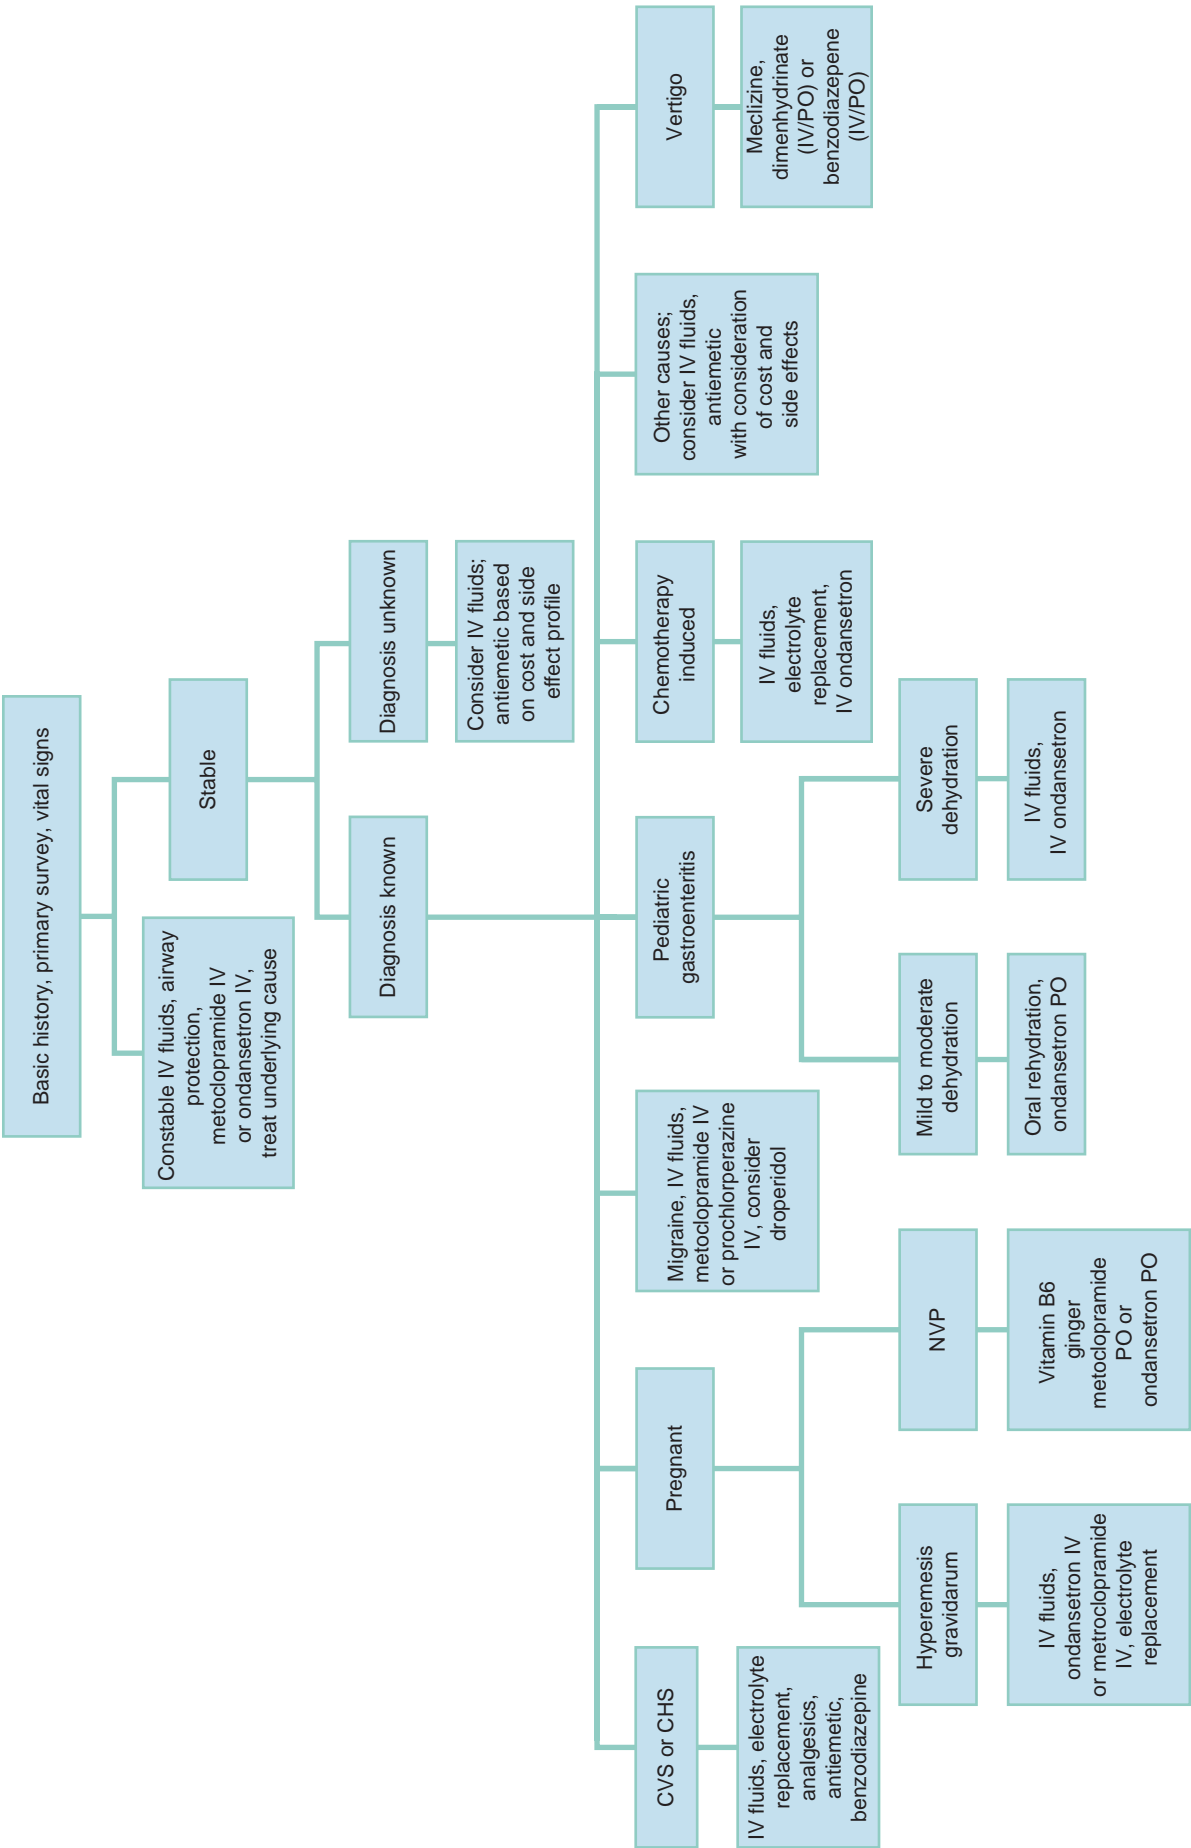 Basic history, primary survey, vital signs
Constable IV fluids, airway
protection,
metoclopramide IV
or ondansetron IV,
treat underlying cause
Stable
Diagnosis known
Diagnosis unknown
Consider IV fluids;
antiemetic based
on cost and side
effect profile
CVS or CHS
IV fluids, electrolyte
replacement,
analgesics,
antiemetic,
benzodiazepine
Pregnant
Hyperemesis
gravidarum
IV fluids,
ondansetron IV
or metroclopramide
IV, electrolyte
replacement
NVP
Vitamin B6
ginger
metoclopramide
PO or
ondansetron PO
Migraine, IV fluids,
metoclopramide IV
or prochlorperazine
IV, consider
droperidol
Pediatric
gastroenteritis
Mild to moderate
dehydration
Oral rehydration,
ondansetron PO
Severe
dehydration
IV fluids,
IV ondansetron
Chemotherapy
induced
IV fluids,
electrolyte
replacement,
IV ondansetron
Other causes;
consider IV fluids,
antiemetic
with consideration
of cost and
side effects
Vertigo
Meclizine,
dimenhydrinate
(IV/PO) or
benzodiazepene
(IV/PO)